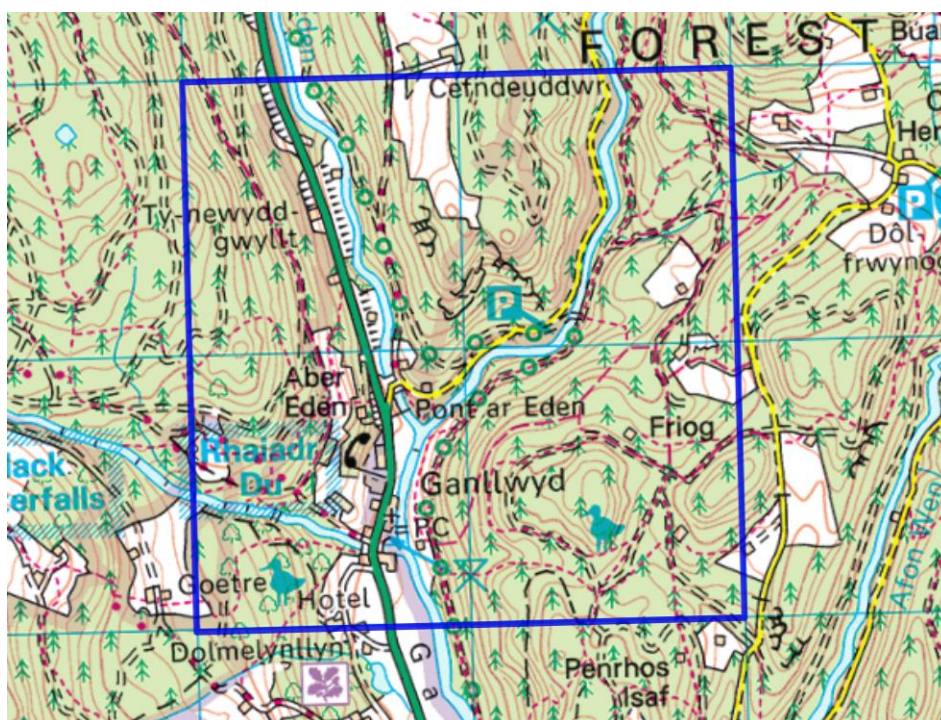 FOREST
Cefndeuddwr
Hen
P
Ty-newydd-
gwyllt
Dôl-
frwynog
P
Aber
Eden
Pont ar Eden
Friog
Rhaiadr
Du
Ganllwyd
PC
Afon Wen
Goetre
Hotel
Dolmelynllyn
Penrhos
Isaf
G a